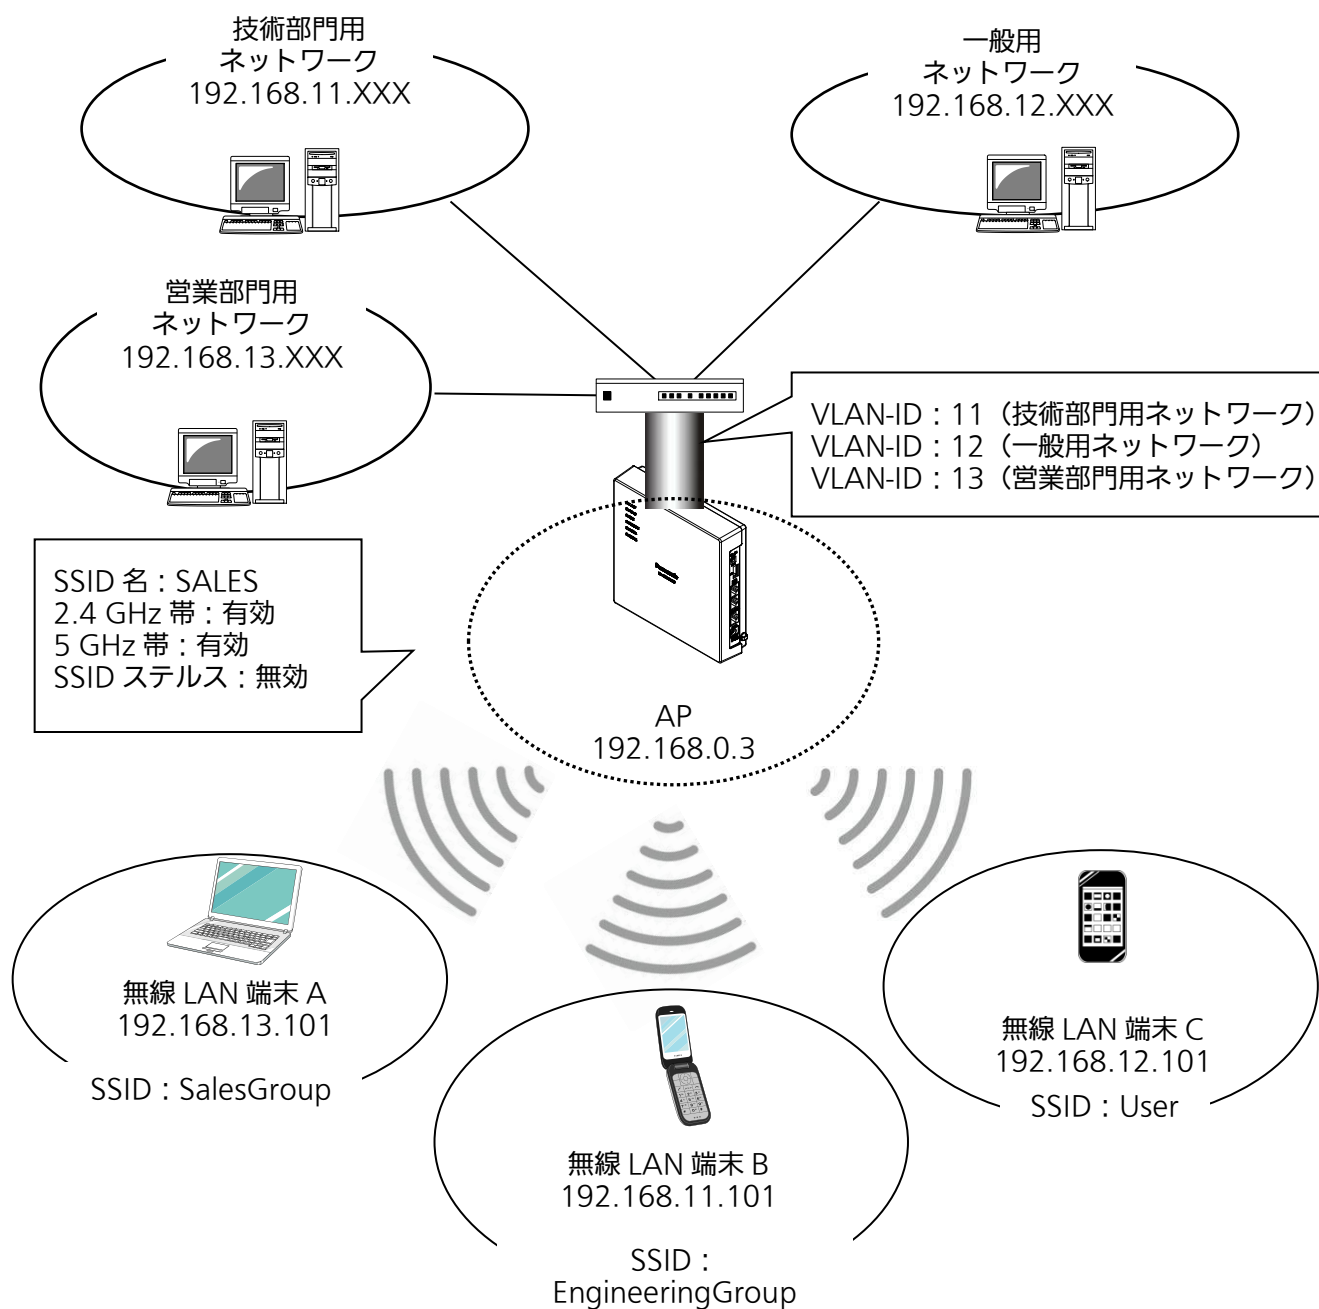 技術部門用
ネットワーク
192.168.11.XXX
一般用
ネットワーク
192.168.12.XXX
営業部門用
ネットワーク
192.168.13.XXX
VLAN-ID：11（技術部門用ネットワーク）
VLAN-ID：12（一般用ネットワーク）
VLAN-ID：13（営業部門用ネットワーク）
SSID 名：SALES
2.4 GHz 帯：有効
5 GHz 帯：有効
SSID ステルス：無効
AP
192.168.0.3
無線 LAN 端末 A
192.168.13.101
SSID：SalesGroup
無線 LAN 端末 B
192.168.11.101
SSID：
EngineeringGroup
無線 LAN 端末 C
192.168.12.101
SSID：User